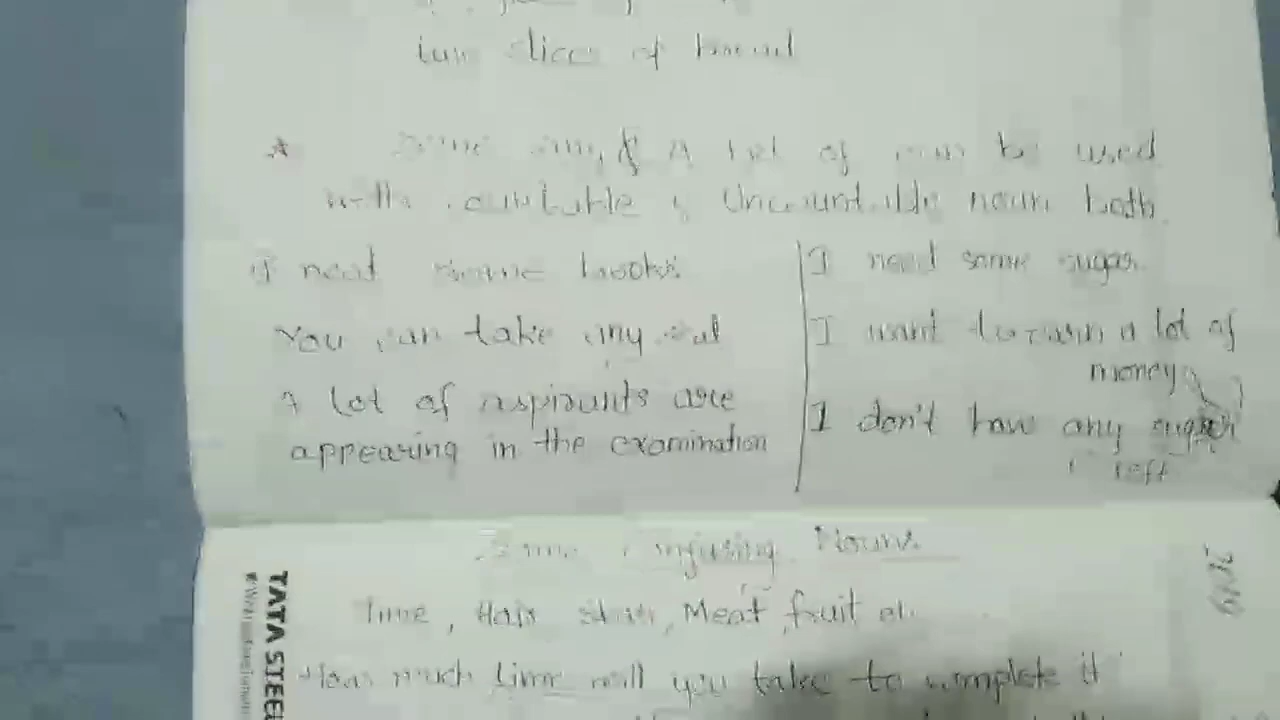 two slices of bread
* Some any & A lot of can be used
with countable & Uncountable noun both
I need some books
You can take any
A lot of aspirants are
appearing in the examination
I need some sugar
I want to earn a lot of
money
I don't have any sugar
left
Some Confusing Nouns
Time, Hair, Meat, fruit
How much time will you take to complete it
TATA STEEL